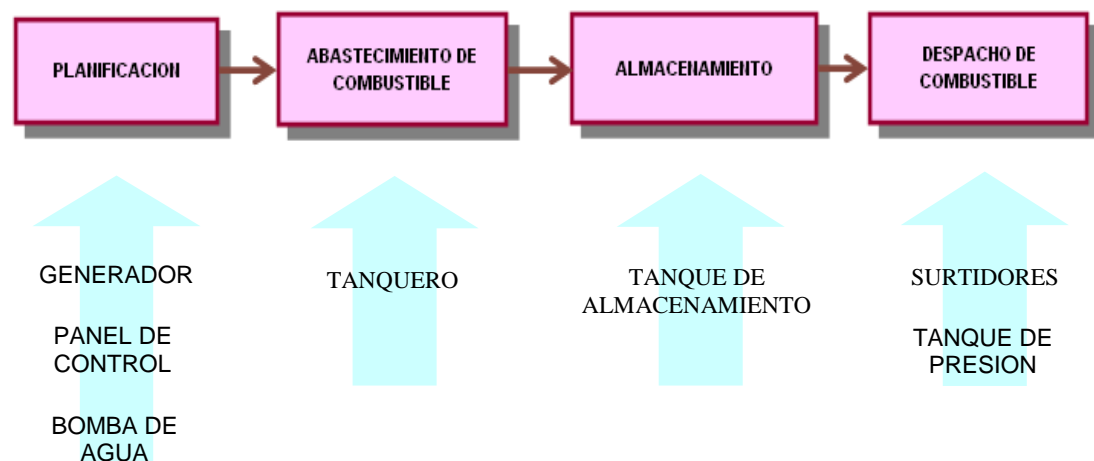 PLANIFICACION
ABASTECIMIENTO DE
COMBUSTIBLE
ALMACENAMIENTO
DESPACHO DE
COMBUSTIBLE
GENERADOR
PANEL DE
CONTROL
BOMBA DE
AGUA
TANQUERO
TANQUE DE
ALMACENAMIENTO
SURTIDORES
TANQUE DE
PRESION